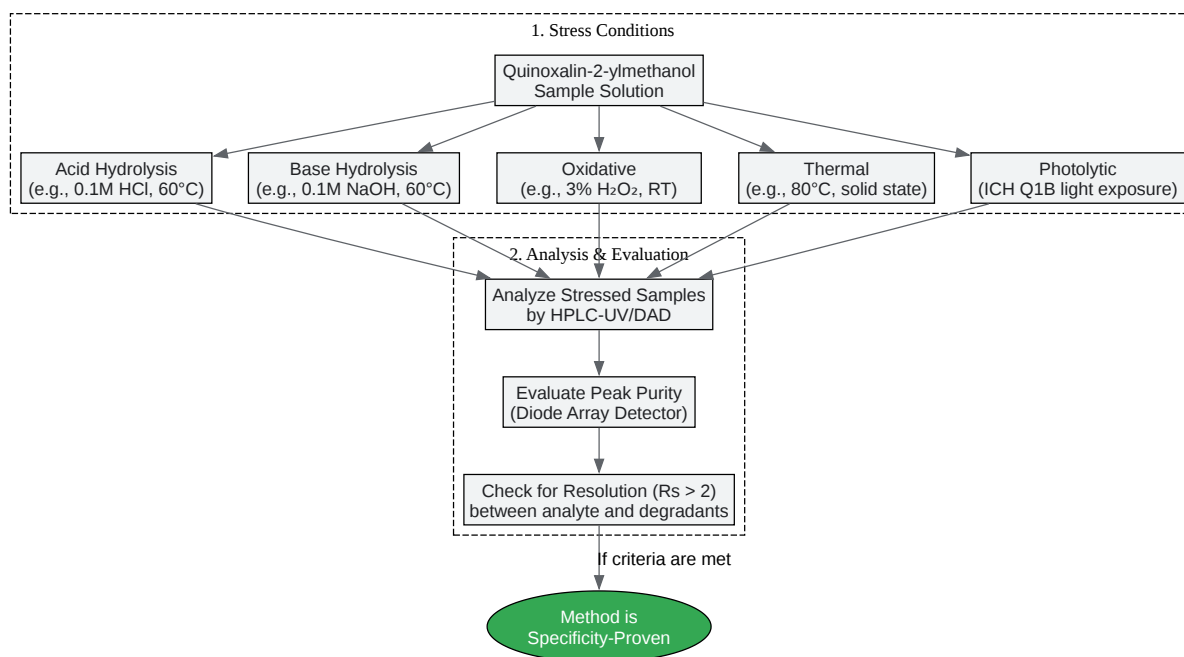 1. Stress Conditions
Quinoxalin-2-ylmethanol
Sample Solution
Acid Hydrolysis
(e.g., 0.1M HCl, 60°C)
Base Hydrolysis
(e.g., 0.1M NaOH, 60°C)
Oxidative
(e.g., 3% H₂O₂, RT)
Thermal
(e.g., 80°C, solid state)
Photolytic
(ICH Q1B light exposure)
2. Analysis & Evaluation
Analyze Stressed Samples
by HPLC-UV/DAD
Evaluate Peak Purity
(Diode Array Detector)
Check for Resolution (Rs > 2)
between analyte and degradants
If criteria are met
Method is
Specificity-Proven